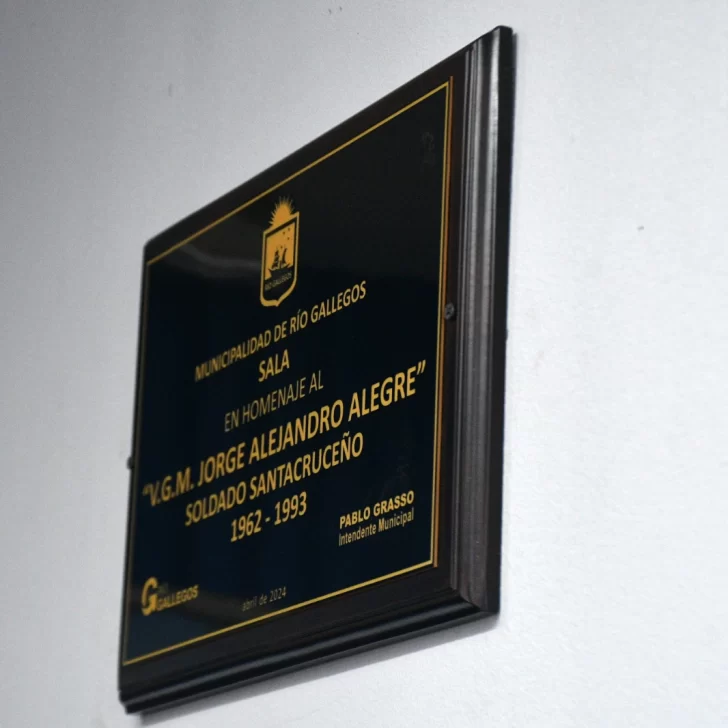 RIO GALLEGOS
MUNICIPALIDAD DE RÍO GALLEGOS
SALA
EN HOMENAJE AL
"V.G.M. JORGE ALEJANDRO ALEGRE"
SOLDADO SANTACRUCEÑO
1962 - 1993
PABLO GRASSO
Intendente Municipal
GALLEGOS
abril de 2024